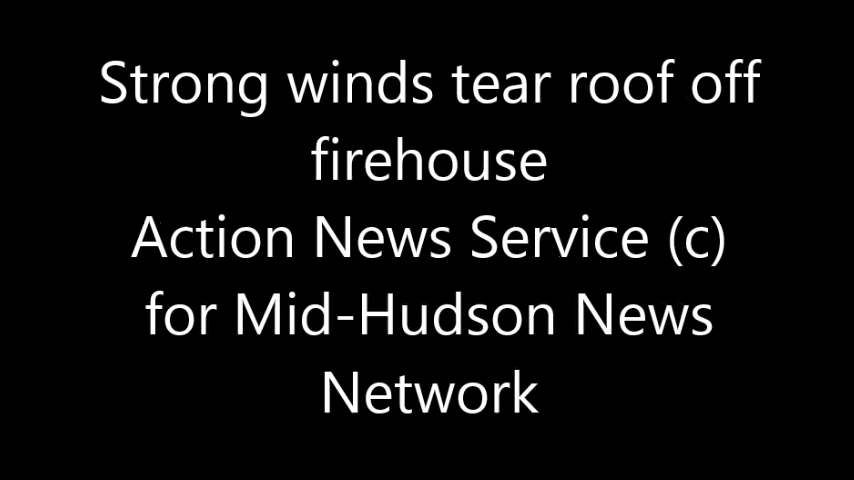 Strong winds tear roof off
firehouse
Action News Service (c)
for Mid-Hudson News
Network